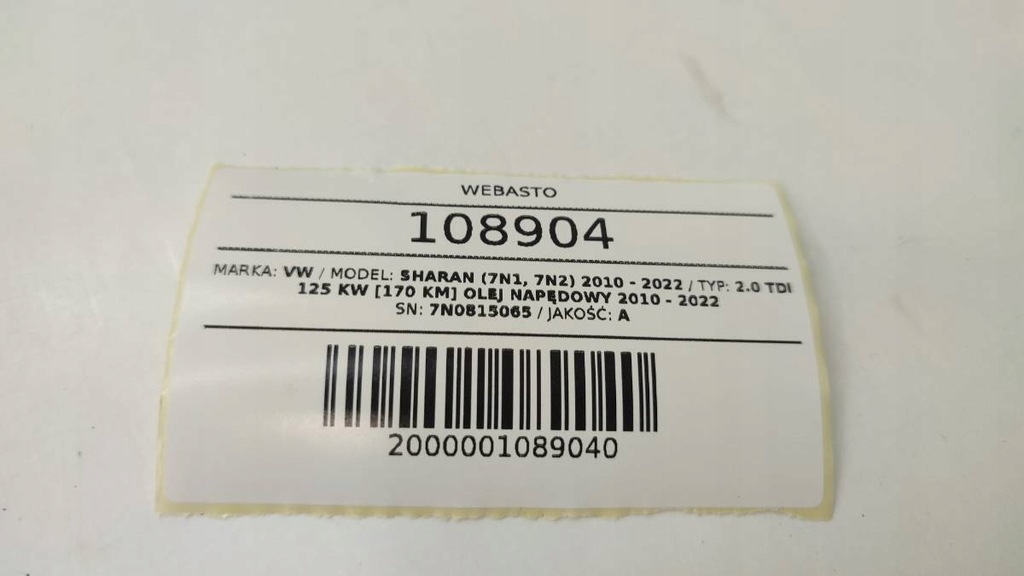 WEBASTO
108904
MARKA: VW / MODEL: SHARAN (7N1, 7N2) 2010 - 2022 / TYP: 2.0 TDI
125 KW [170 KM] OLEJ NAPĘDOWY 2010 - 2022
SN: 7N0815065 / JAKOŚĆ: A
2000001089040